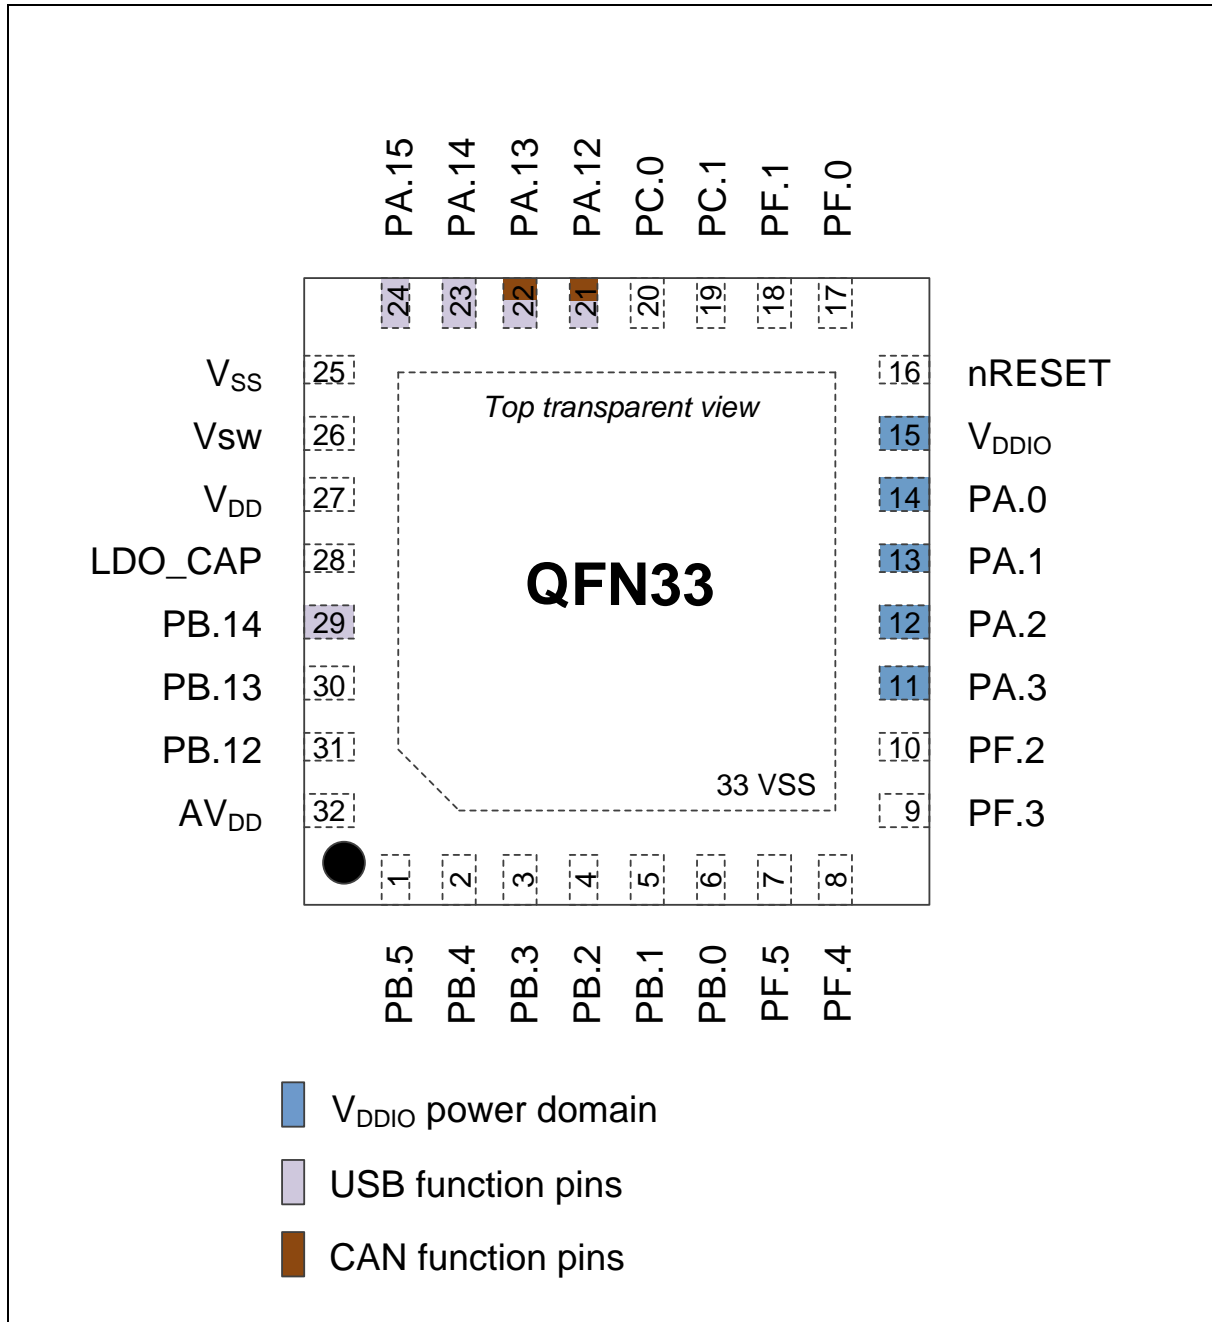 PA.15 PA.14 PA.13 PA.12 PC.0 PC.1 PF.1 PF.0
24 23 22 21 20 19 18 17
VSS 25 16 nRESET
Top transparent view
Vsw 26 15 VDDIO
VDD 27 14 PA.0
LDO_CAP 28 13 PA.1
QFN33
PB.14 29 12 PA.2
PB.13 30 11 PA.3
PB.12 31 10 PF.2
33 VSS
AVDD 32 9 PF.3
1 2 3 4 5 6 7 8
PB.5 PB.4 PB.3 PB.2 PB.1 PB.0 PF.5 PF.4
VDDIO power domain
USB function pins
CAN function pins